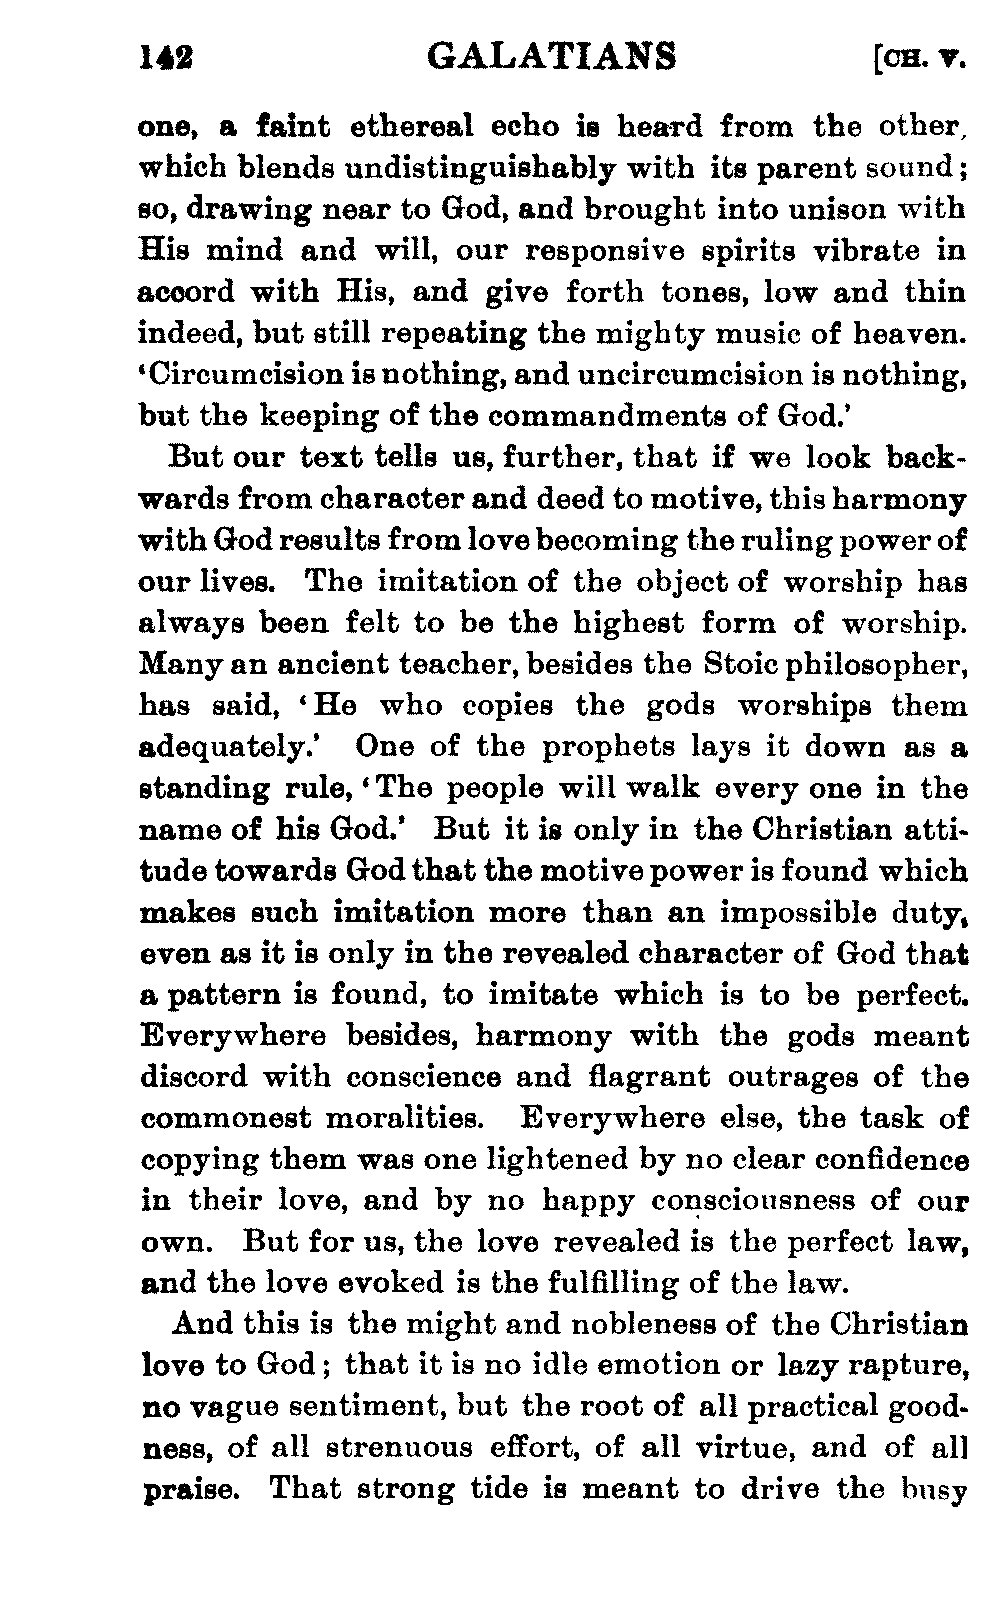 142 GALATIANS [CH. V.
one, a faint ethereal echo is heard from the other,
which blends undistinguishably with its parent sound;
so, drawing near to God, and brought into unison with
His mind and will, our responsive spirits vibrate in
accord with His, and give forth tones, low and thin
indeed, but still repeating the mighty music of heaven.
‘Circumcision is nothing, and uncircumcision is nothing,
but the keeping of the commandments of God.’
But our text tells us, further, that if we look back-
wards from character and deed to motive, this harmony
with God results from love becoming the ruling power of
our lives. The imitation of the object of worship has
always been felt to be the highest form of worship.
Many an ancient teacher, besides the Stoic philosopher,
has said, ‘He who copies the gods worships them
adequately.’ One of the prophets lays it down as a
standing rule, ‘The people will walk every one in the
name of his God.’ But it is only in the Christian atti-
tude towards God that the motive power is found which
makes such imitation more than an impossible duty,
even as it is only in the revealed character of God that
a pattern is found, to imitate which is to be perfect.
Everywhere besides, harmony with the gods meant
discord with conscience and flagrant outrages of the
commonest moralities. Everywhere else, the task of
copying them was one lightened by no clear confidence
in their love, and by no happy consciousness of our
own. But for us, the love revealed is the perfect law,
and the love evoked is the fulfilling of the law.
And this is the might and nobleness of the Christian
love to God; that it is no idle emotion or lazy rapture,
no vague sentiment, but the root of all practical good-
ness, of all strenuous effort, of all virtue, and of all
praise. That strong tide is meant to drive the busy